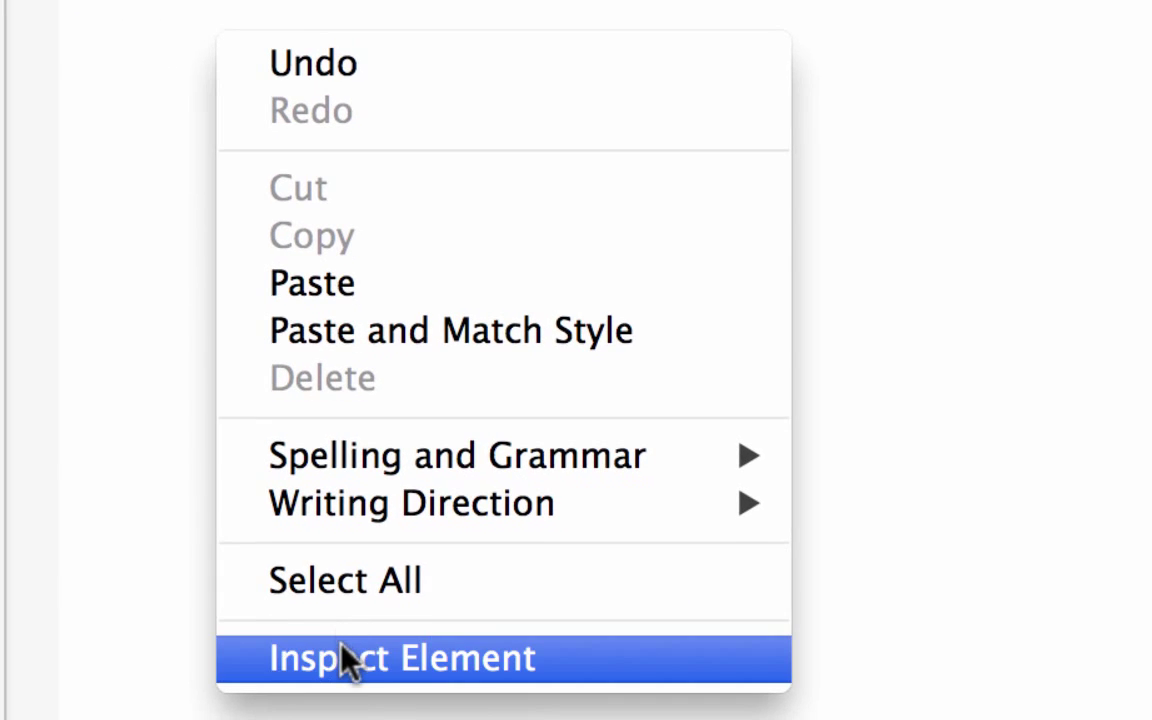 Undo
Redo
Cut
Copy
Paste
Paste and Match Style
Delete
Spelling and Grammar
Writing Direction
Select All
Inspect Element